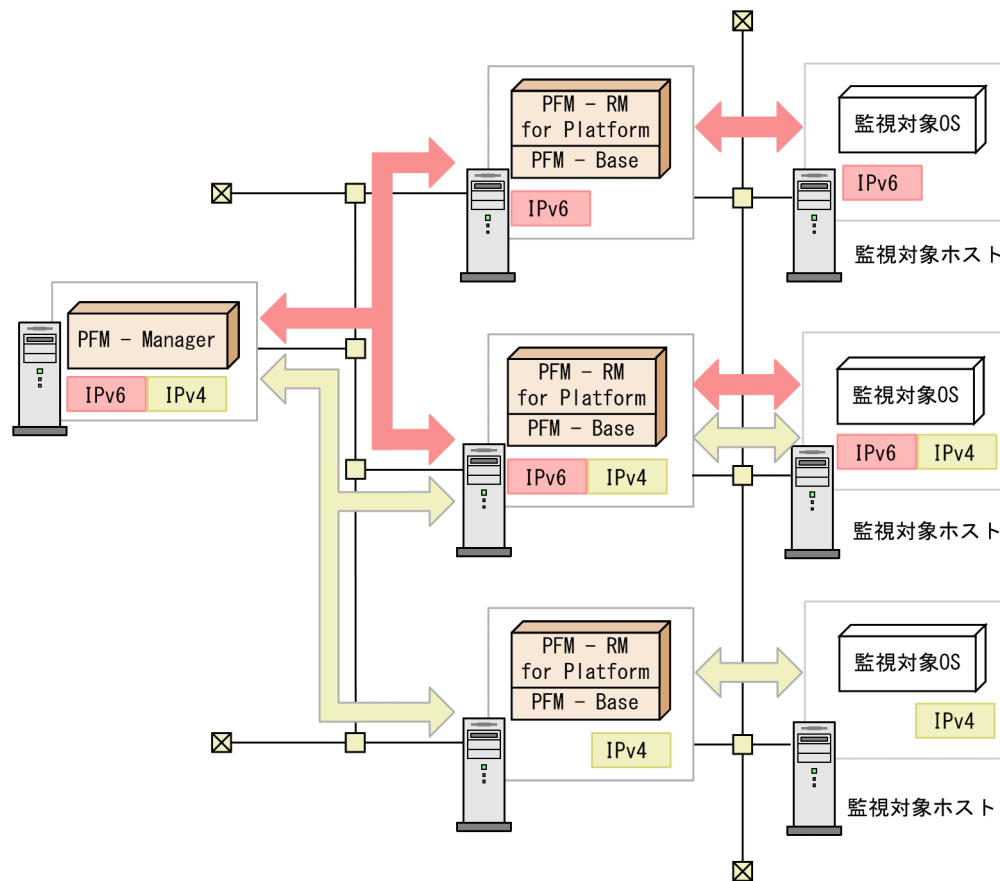 PFM - RM
for Platform
PFM - Base
IPv6
監視対象OS
IPv6
監視対象ホスト
PFM - Manager
IPv6
IPv4
PFM - RM
for Platform
PFM - Base
IPv6
IPv4
監視対象OS
IPv6
IPv4
監視対象ホスト
PFM - RM
for Platform
PFM - Base
IPv4
監視対象OS
IPv4
監視対象ホスト